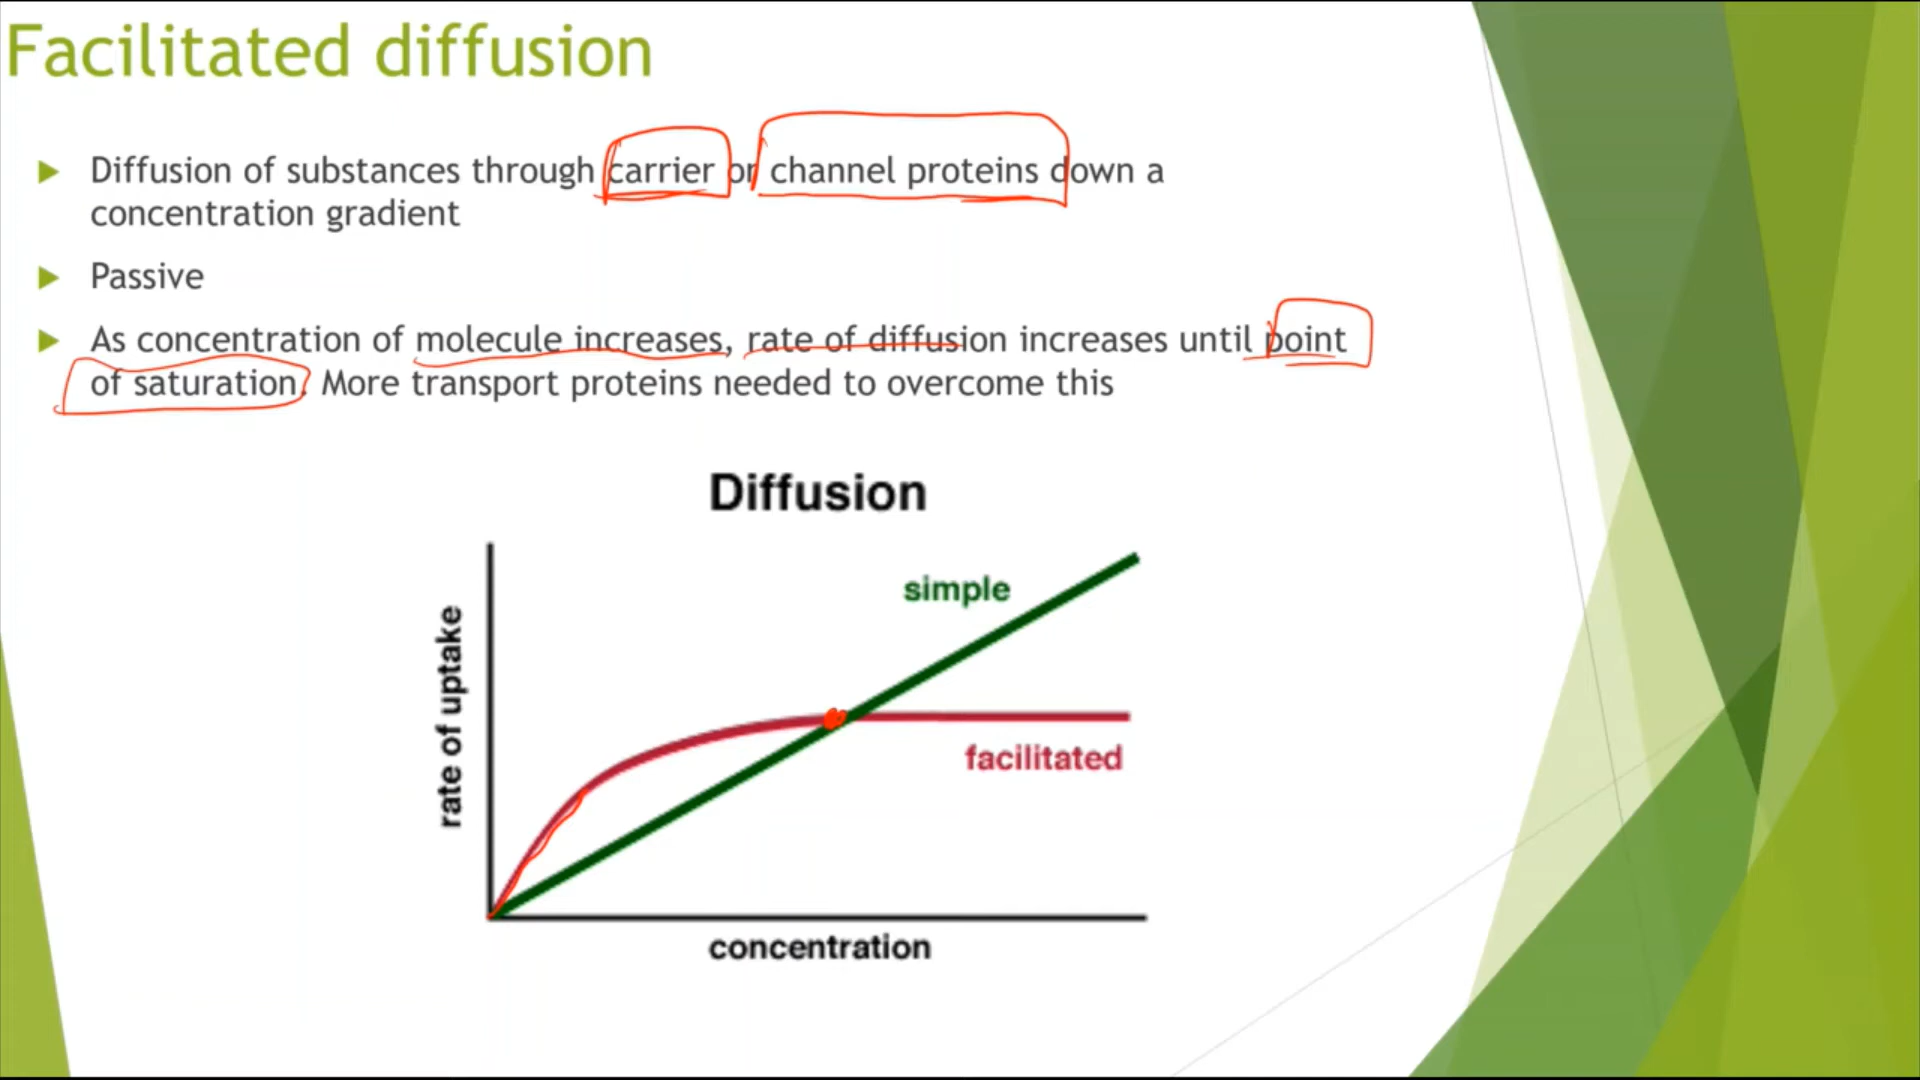 Facilitated diffusion
Diffusion of substances through carrier or channel proteins down a
concentration gradient
Passive
As concentration of molecule increases, rate of diffusion increases until point
of saturation. More transport proteins needed to overcome this
Diffusion
simple
rate of uptake
facilitated
concentration